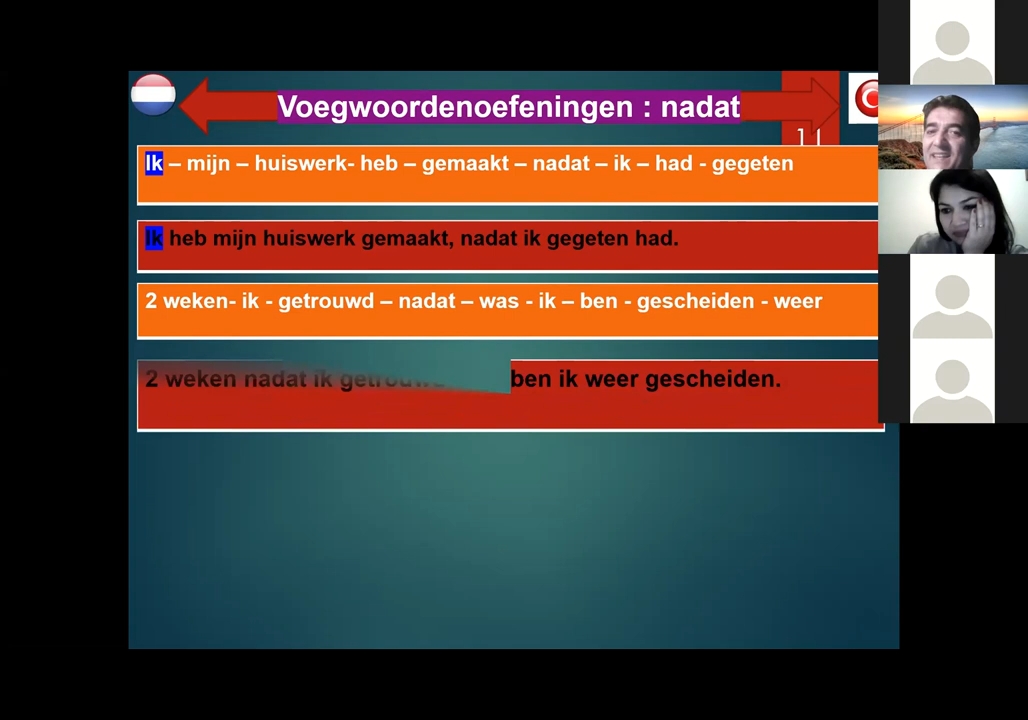 Voegwoordenoefeningen : nadat
11
Ik – mijn – huiswerk- heb – gemaakt – nadat – ik – had - gegeten
Ik heb mijn huiswerk gemaakt, nadat ik gegeten had.
2 weken- ik - getrouwd – nadat – was - ik – ben - gescheiden - weer
2 weken nadat ik ben ik weer gescheiden.